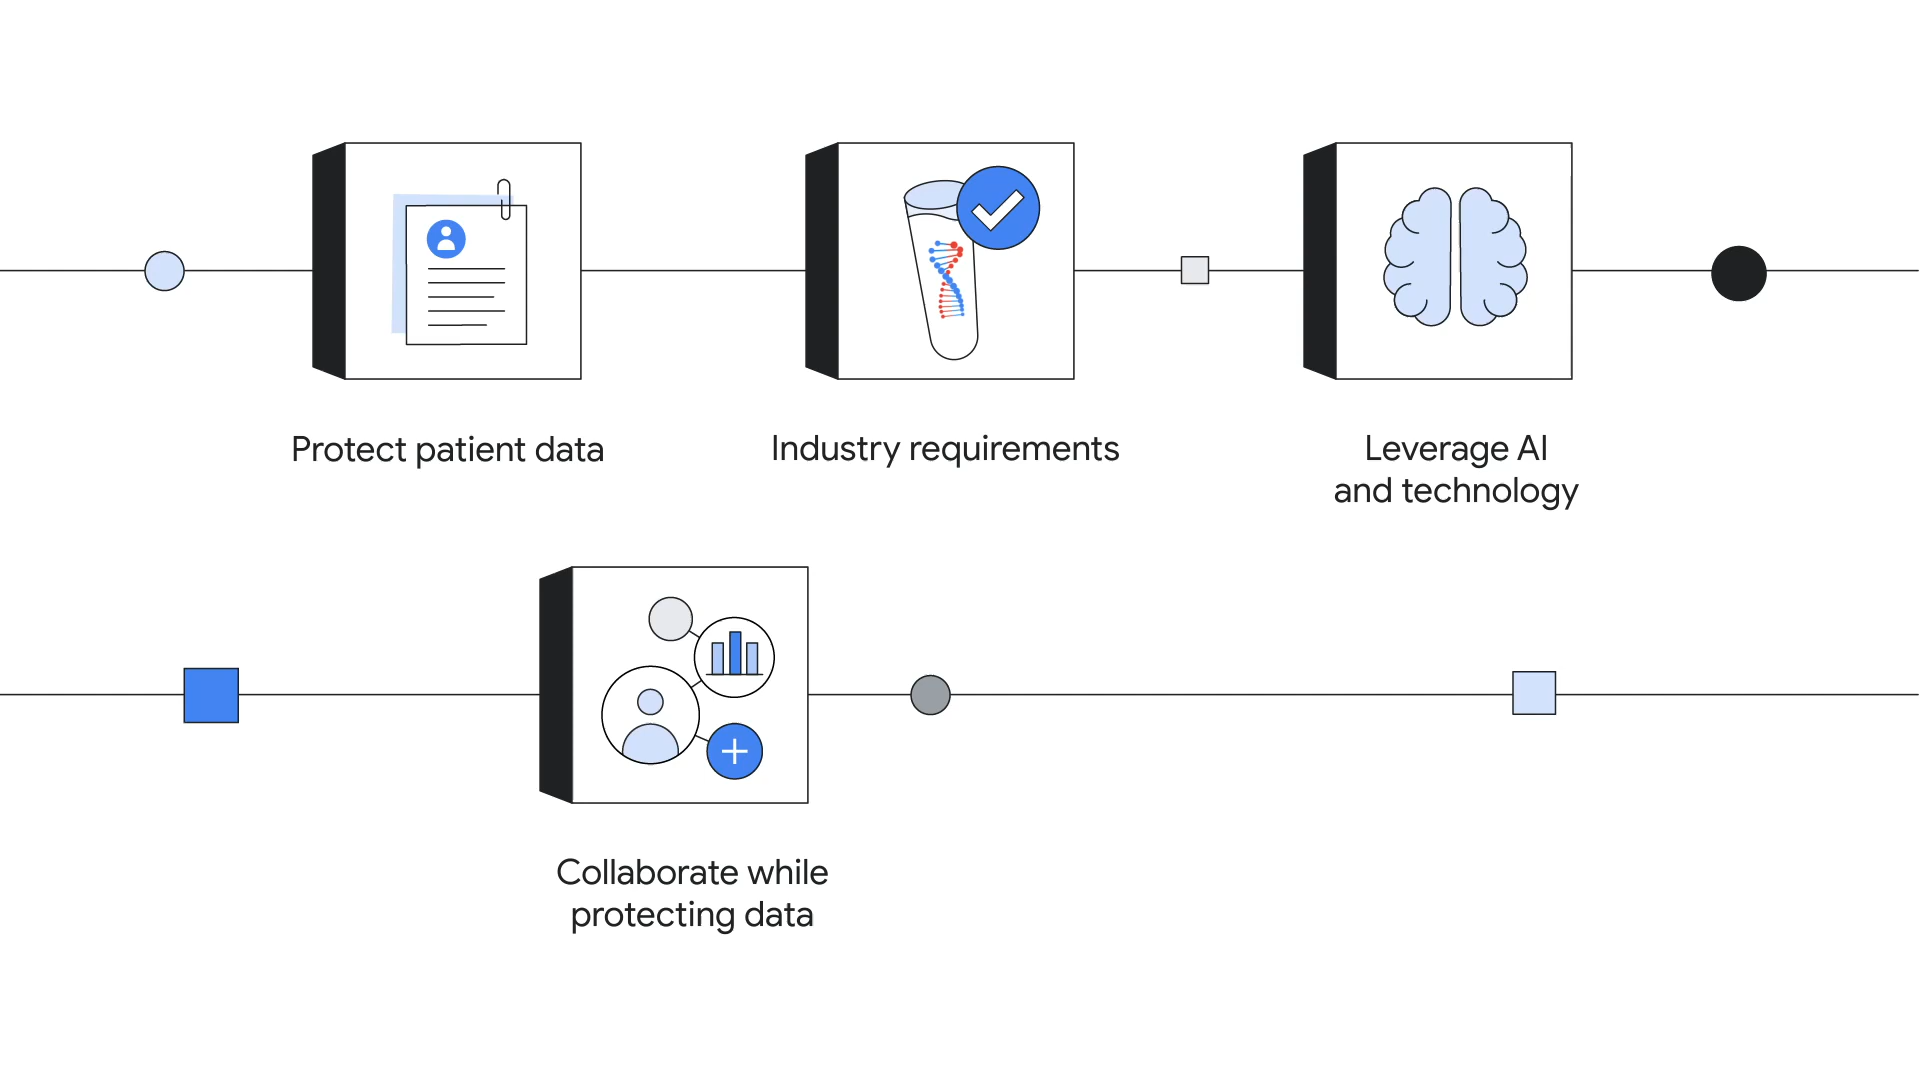 Protect patient data
Industry requirements
Leverage AI
and technology
Collaborate while
protecting data